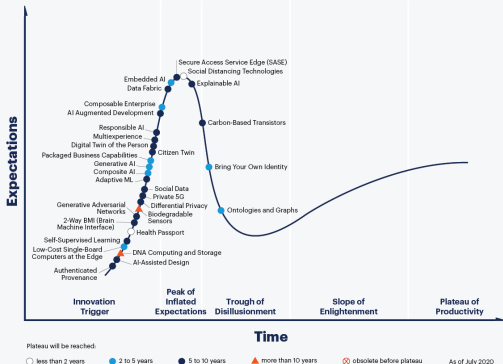 Secure Access Service Edge (SASE)
Social Distancing Technologies
Embedded AI
Explainable AI
Data Fabric
Composable Enterprise
AI Augmented Development
Carbon-Based Transistors
Responsible AI
Multiexperience
Digital Twin of the Person
Citizen Twin
Packaged Business Capabilities
Generative AI
Bring Your Own Identity
Composite AI
Adaptive ML
Social Data
Private 5G
Differential Privacy
Generative Adversarial
Networks
Biodegradable
Sensors
Ontologies and Graphs
2-Way BMI (Brain
Machine Interface)
Health Passport
Self-Supervised Learning
Low-Cost Single-Board
Computers at the Edge
DNA Computing and Storage
AI-Assisted Design
Authenticated
Provenance
Expectations
Innovation
Trigger
Peak of
Inflated
Expectations
Trough of
Disillusionment
Slope of
Enlightenment
Plateau of
Productivity
Time
Plateau will be reached:
less than 2 years
2 to 5 years
5 to 10 years
more than 10 years
obsolete before plateau
As of July 2020